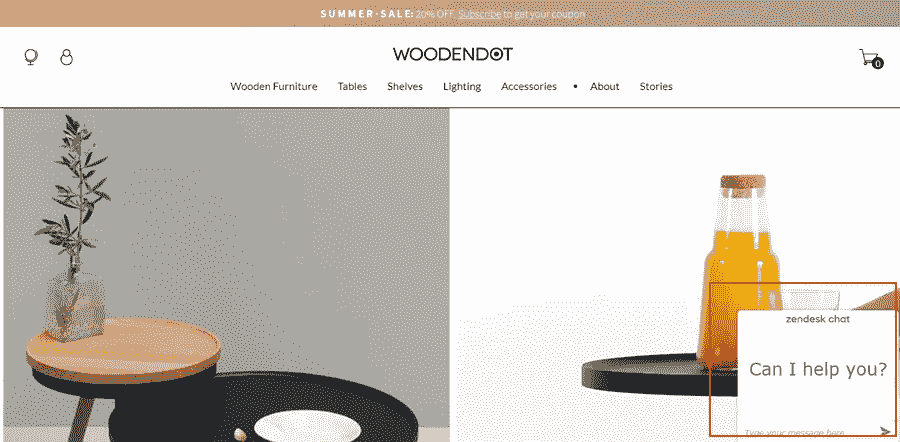 SUMMER-SALE: 20% OFF. Subscribe to get your coupon
WOODENDOT
0
Wooden Furniture Tables Shelves Lighting Accessories • About Stories
zendesk chat
Can I help you?
Type your message here